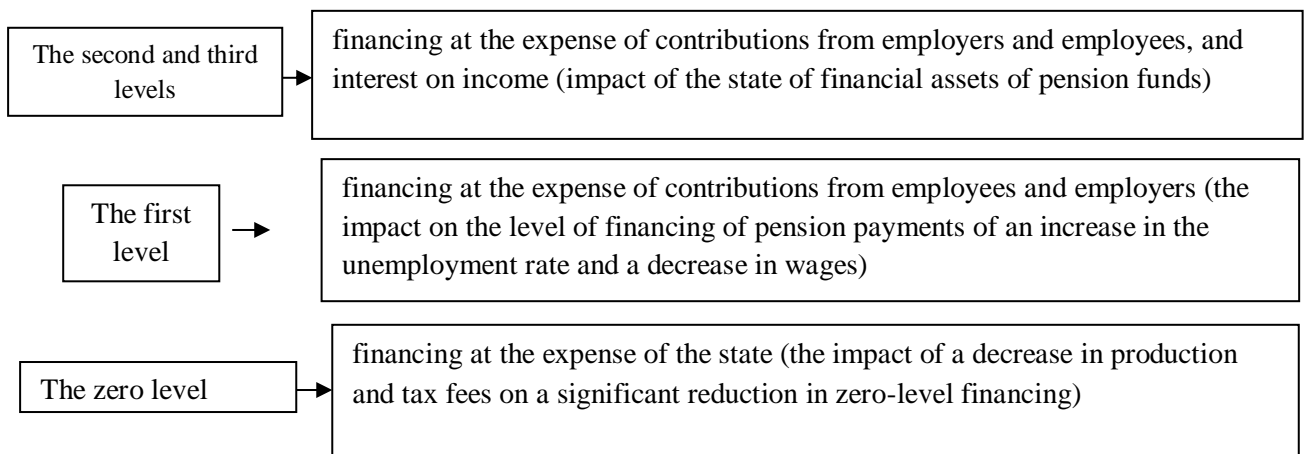 The second and third
levels
financing at the expense of contributions from employers and employees, and
interest on income (impact of the state of financial assets of pension funds)
The first
level
financing at the expense of contributions from employees and employers (the
impact on the level of financing of pension payments of an increase in the
unemployment rate and a decrease in wages)
The zero level
financing at the expense of the state (the impact of a decrease in production
and tax fees on a significant reduction in zero-level financing)